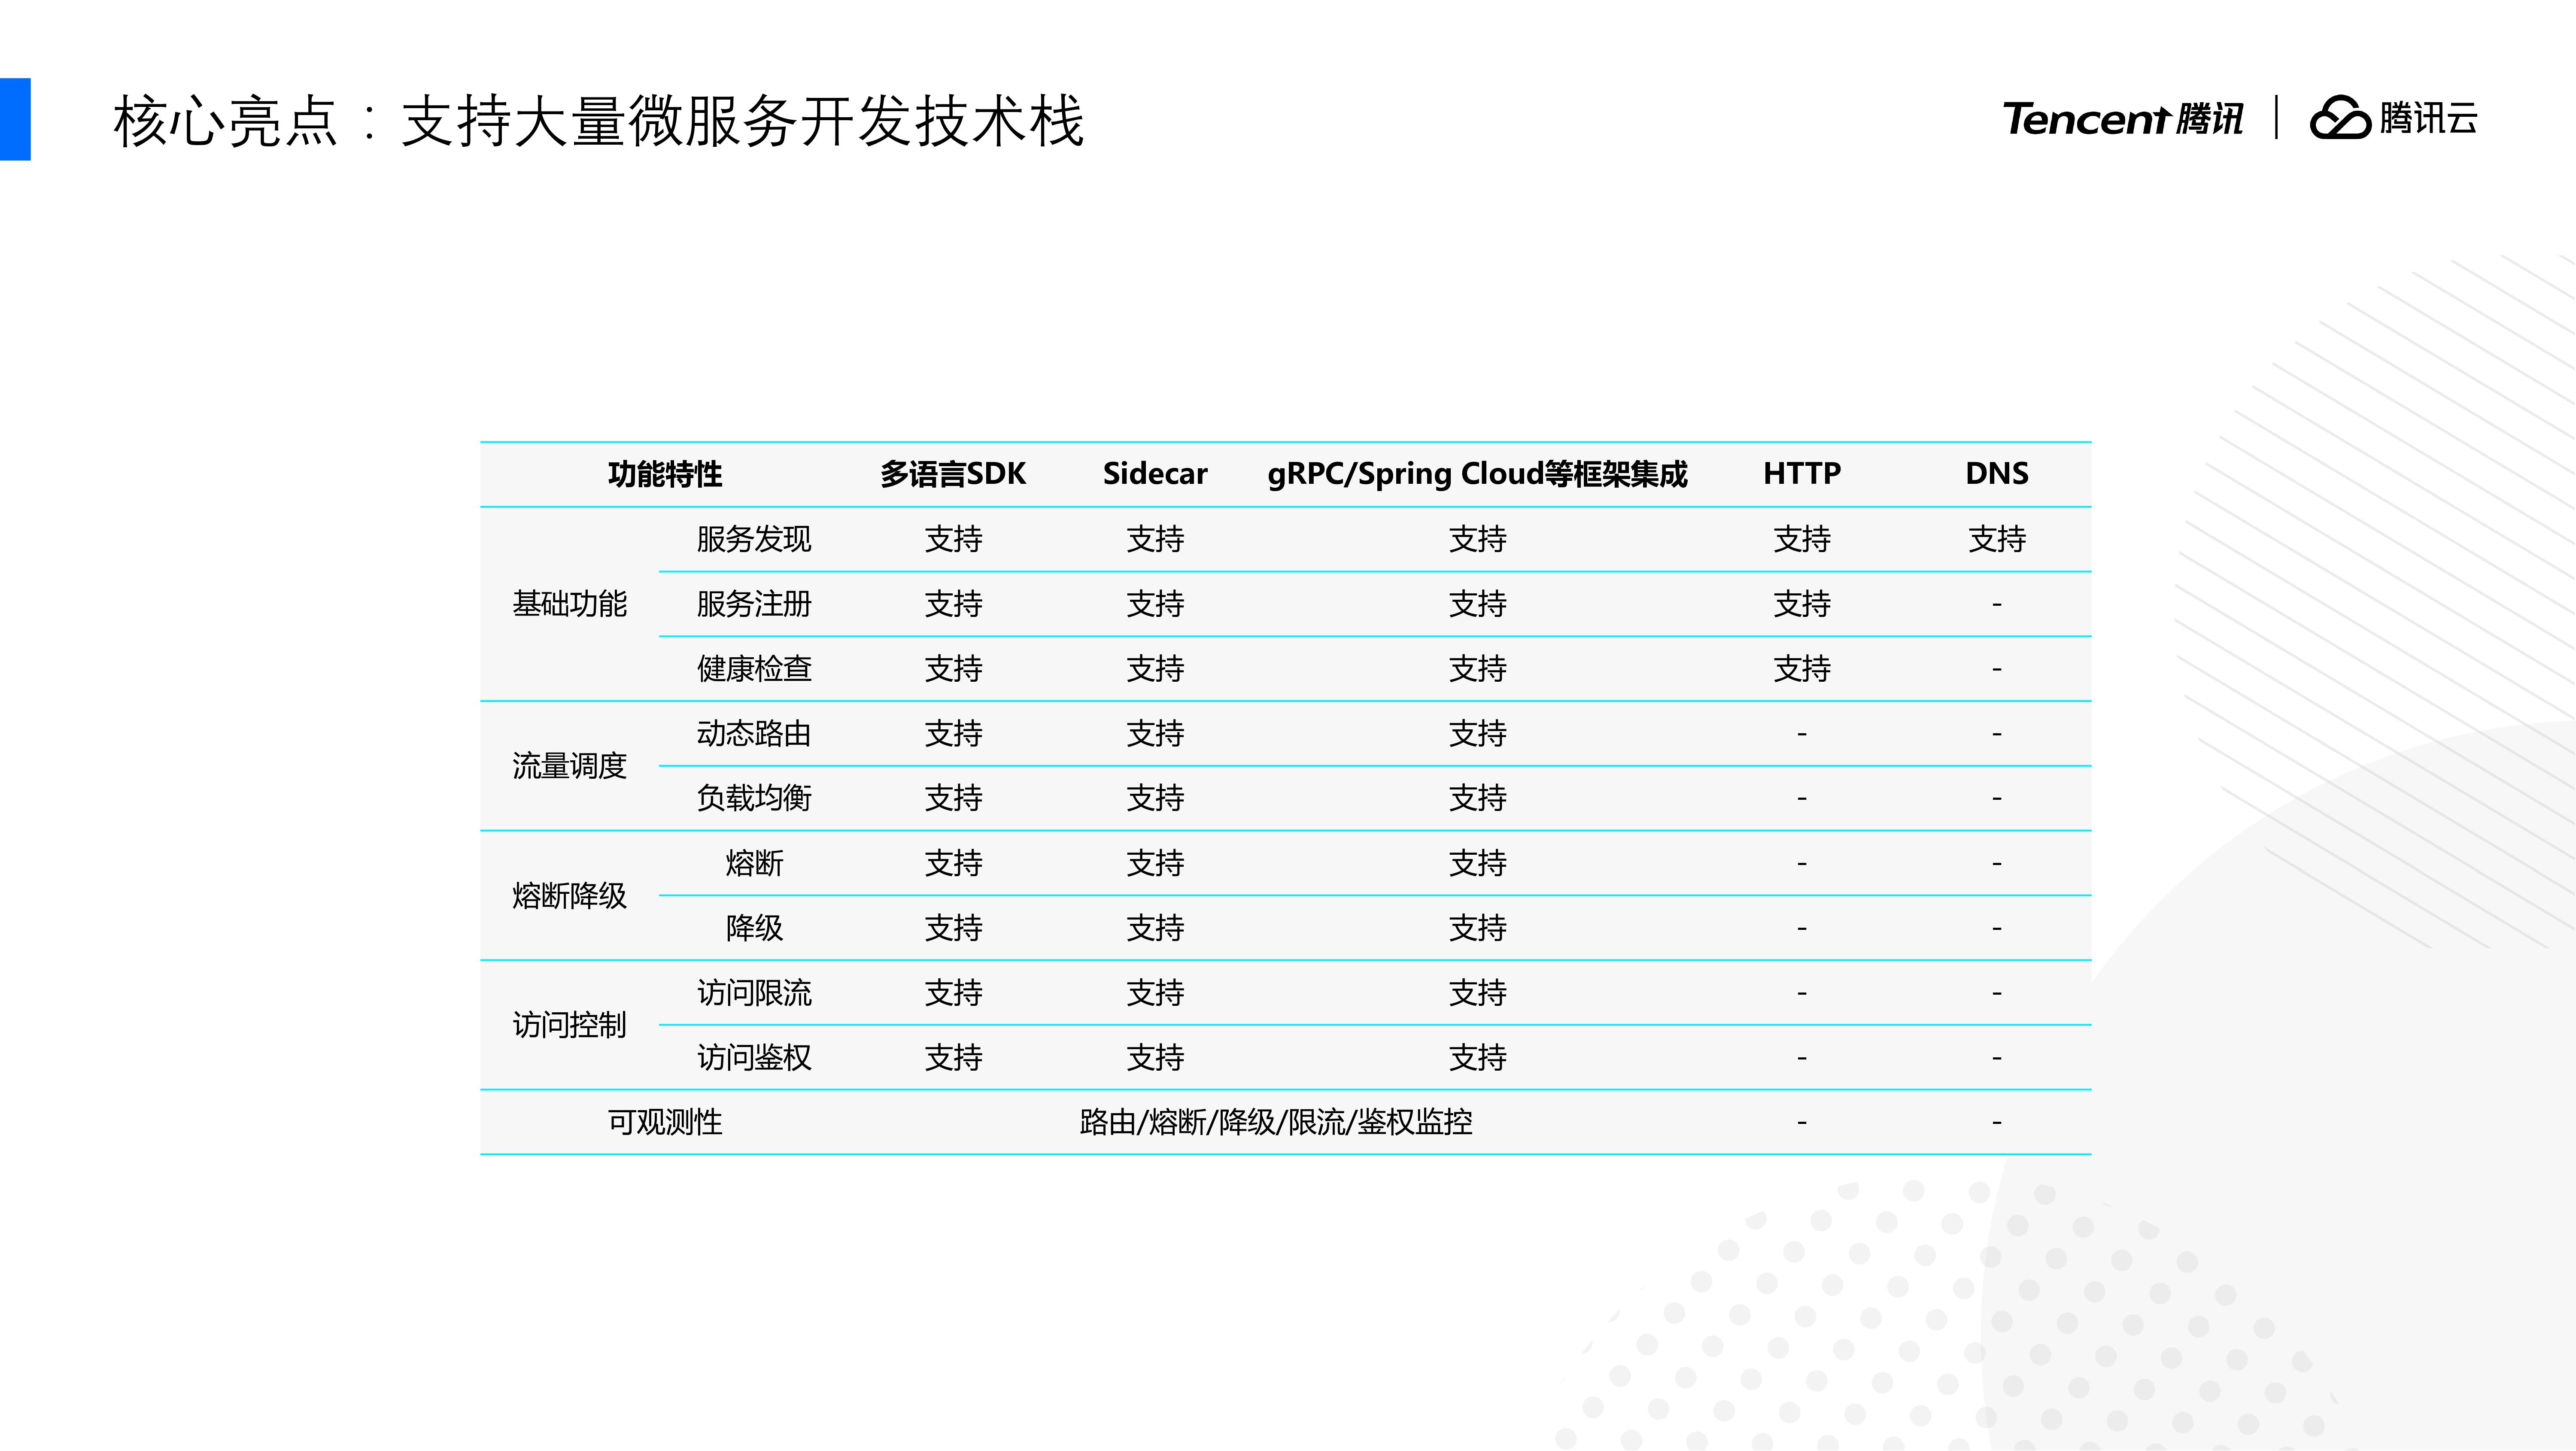 核心亮点：支持大量微服务开发技术栈
Tencent腾讯 | 腾讯云
功能特性 多语言SDK Sidecar gRPC/Spring Cloud等框架集成 HTTP DNS
基础功能 服务发现 支持 支持 支持 支持 支持
服务注册 支持 支持 支持 支持 -
健康检查 支持 支持 支持 支持 -
流量调度 动态路由 支持 支持 支持 - -
负载均衡 支持 支持 支持 - -
熔断降级 熔断 支持 支持 支持 - -
降级 支持 支持 支持 - -
访问控制 访问限流 支持 支持 支持 - -
访问鉴权 支持 支持 支持 - -
可观测性 路由/熔断/降级/限流/鉴权监控 - -